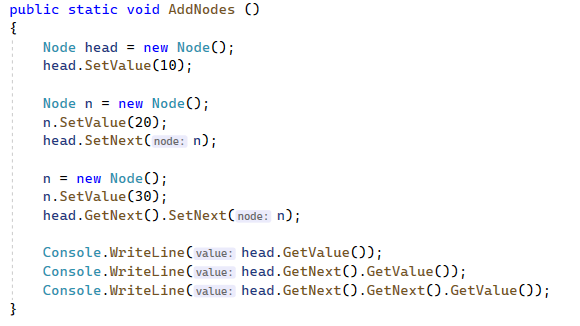 public static void AddNodes ()
{
    Node head = new Node();
    head.SetValue(10);

    Node n = new Node();
    n.SetValue(20);
    head.SetNext(node: n);

    n = new Node();
    n.SetValue(30);
    head.GetNext().SetNext(node: n);

    Console.WriteLine(value: head.GetValue());
    Console.WriteLine(value: head.GetNext().GetValue());
    Console.WriteLine(value: head.GetNext().GetNext().GetValue());
}